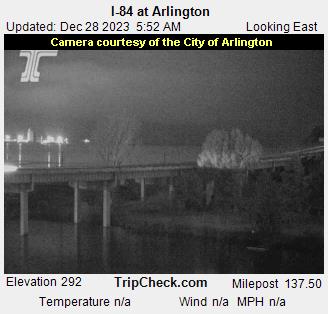 I-84 at Arlington
Updated: Dec 28 2023 5:52 AM Looking East
Camera courtesy of the City of Arlington
Elevation 292 TripCheck.com Milepost 137.50
Temperature n/a Wind n/a MPH n/a